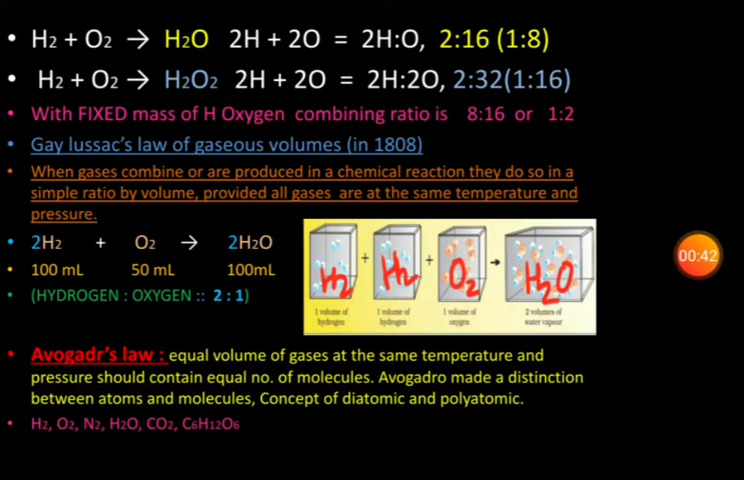 • H2 + O2 → H2O 2H + 2O = 2H:O, 2:16 (1:8)
• H2 + O2 → H2O2 2H + 2O = 2H:2O, 2:32(1:16)
• With FIXED mass of H Oxygen combining ratio is 8:16 or 1:2
• Gay lussac's law of gaseous volumes (in 1808)
• When gases combine or are produced in a chemical reaction they do so in a
simple ratio by volume, provided all gases are at the same temperature and
pressure.
• 2H2 + O2 → 2H2O
• 100 mL 50 mL 100mL
• (HYDROGEN : OXYGEN :: 2 : 1)
H2 + H2 + O2 → H2O
1 volume of hydrogen 1 volume of hydrogen 1 volume of oxygen 2 volumes of water vapour
00:42
• Avogadr's law : equal volume of gases at the same temperature and
pressure should contain equal no. of molecules. Avogadro made a distinction
between atoms and molecules, Concept of diatomic and polyatomic.
• H2, O2, N2, H2O, CO2, C6H12O6